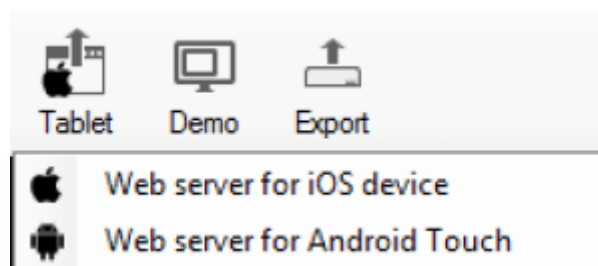 Tablet Demo Export
Web server for iOS device
Web server for Android Touch